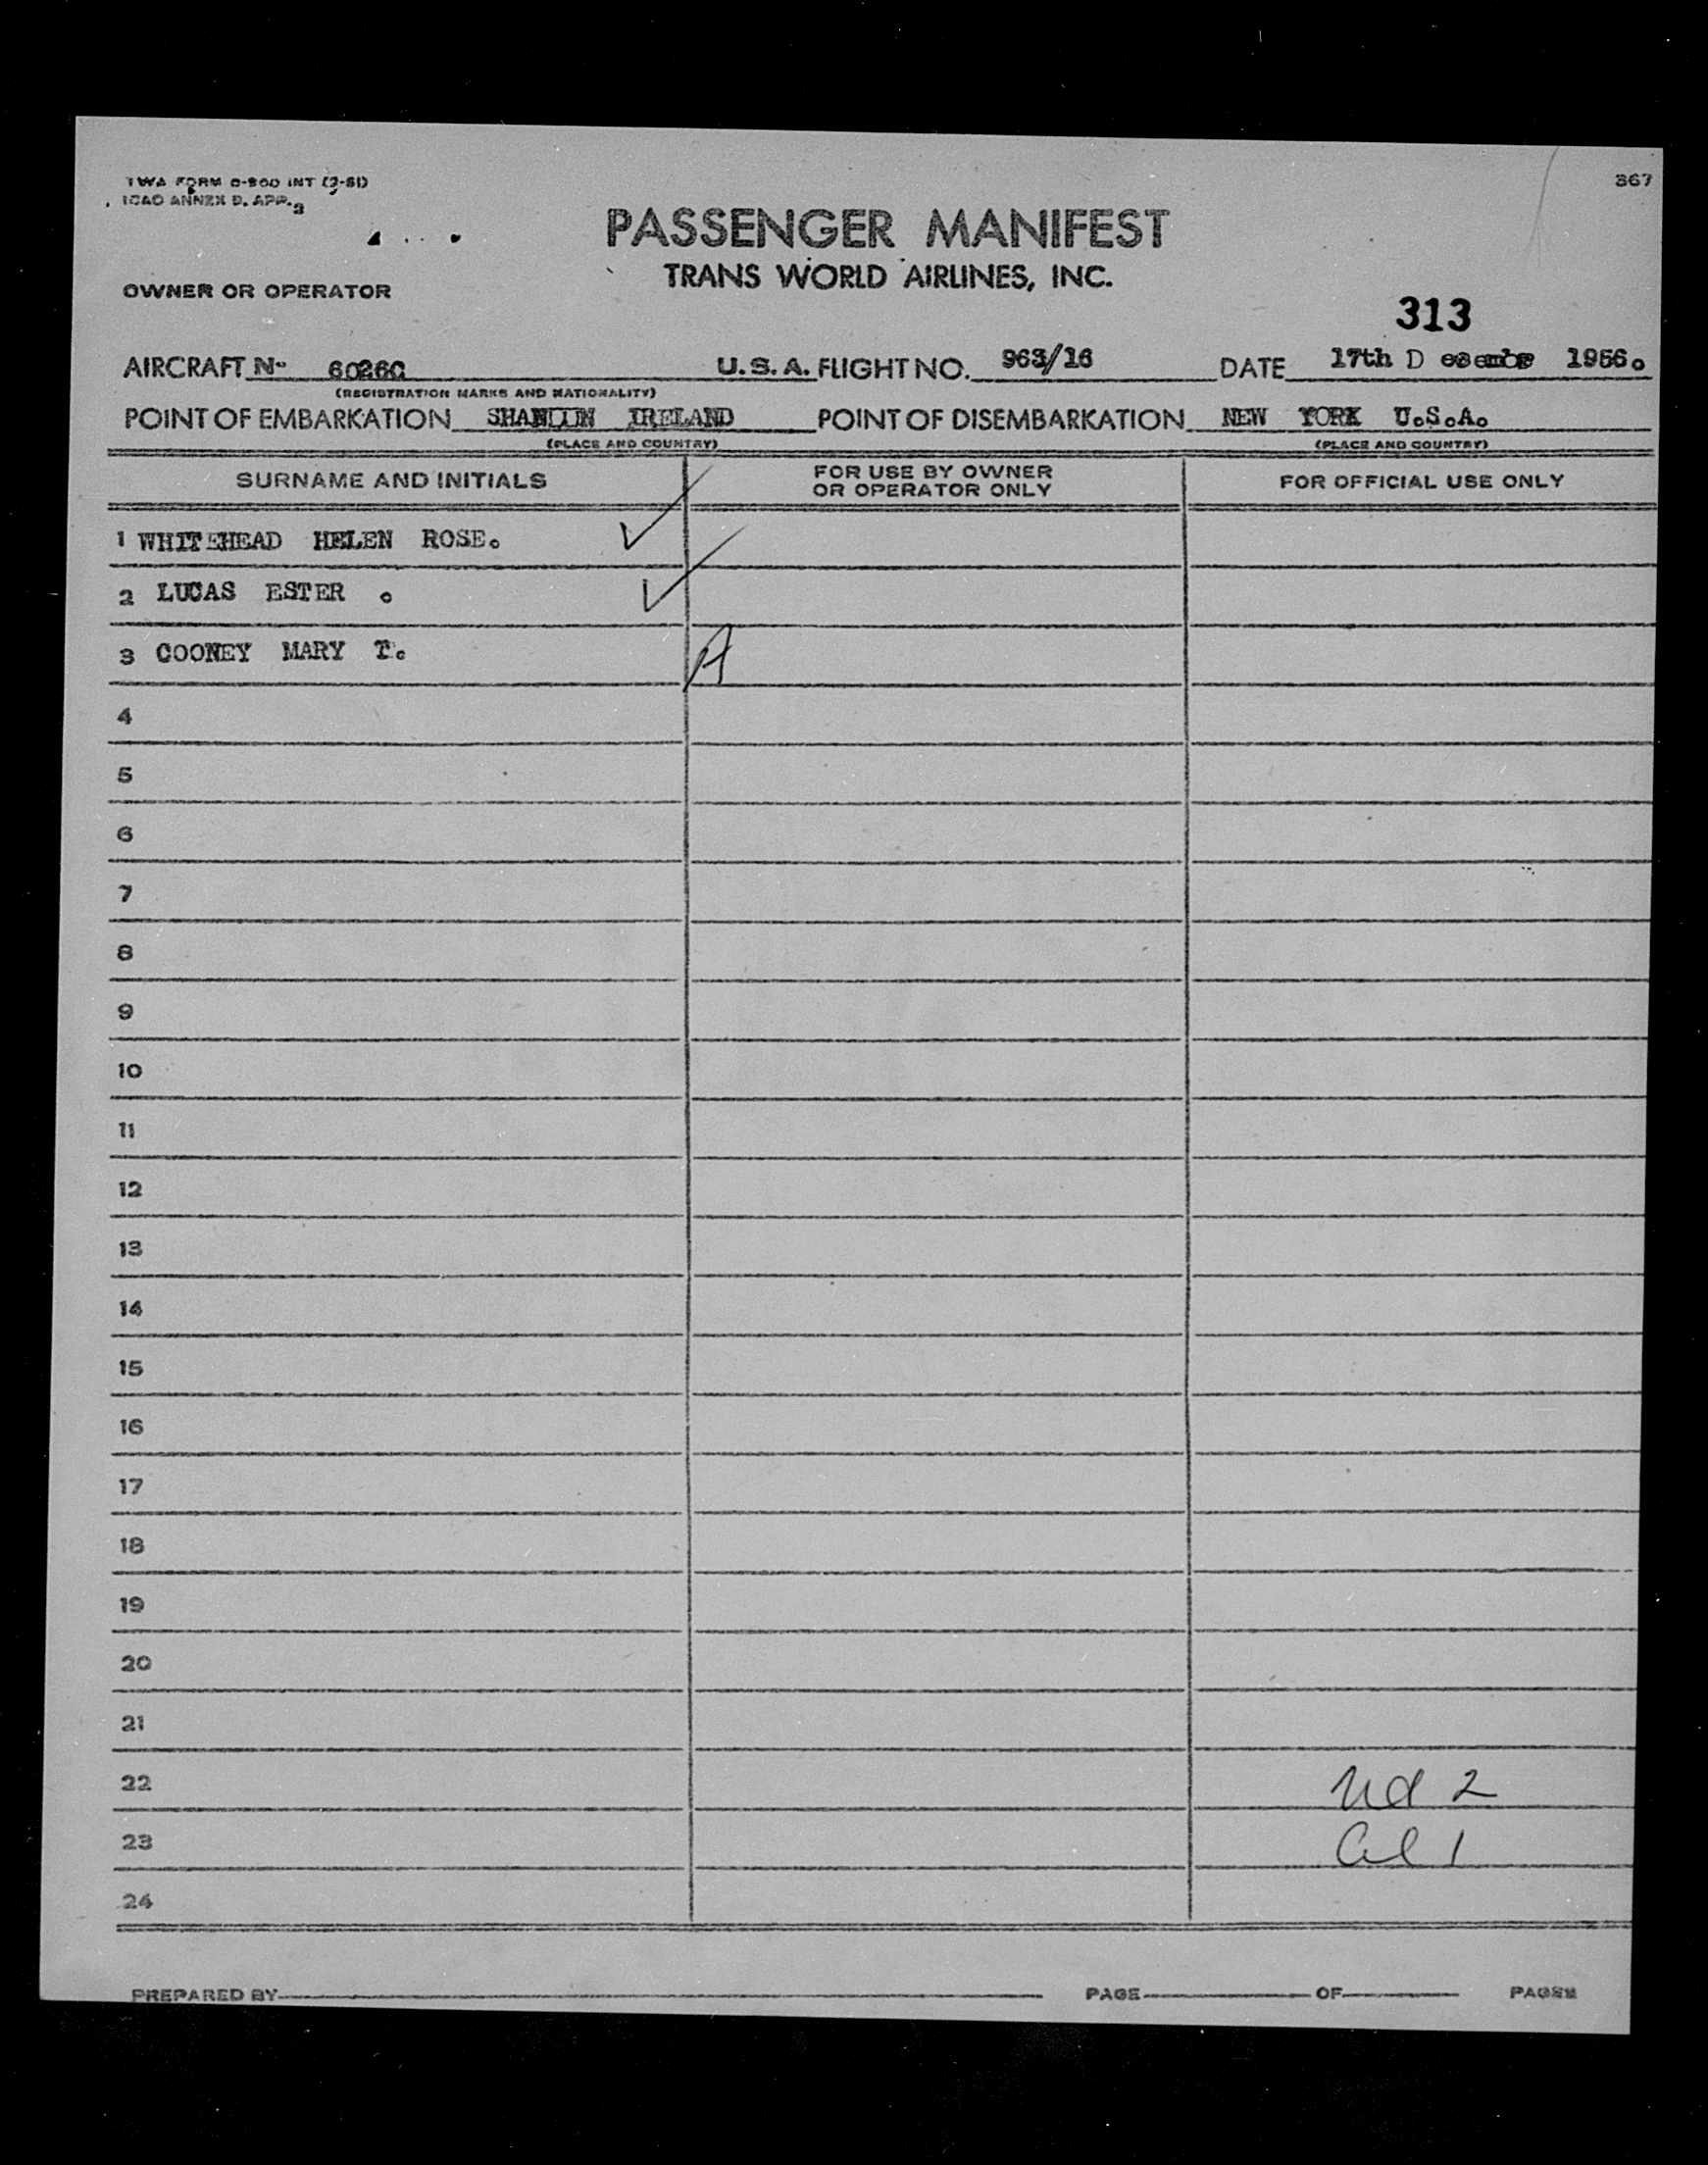 TWA FORM O-900 INT (2-51)
367
ICAO ANNEX 9. APP. 3
PASSENGER MANIFEST
TRANS WORLD AIRLINES, INC.
OWNER OR OPERATOR
313
AIRCRAFT No. 6026C U.S.A. FLIGHT NO. 963/16 DATE 17th D ecembe 1956.
(REGISTRATION MARKS AND NATIONALITY)
POINT OF EMBARKATION IRELAND POINT OF DISEMBARKATION NEW YORK U.S.A.
(PLACE AND COUNTRY) (PLACE AND COUNTRY)
SURNAME AND INITIALS FOR USE BY OWNER OR OPERATOR ONLY FOR OFFICIAL USE ONLY
1 WHITEHEAD HELEN ROSE.
2 LUCAS ESTER .
3 COONEY MARY T. A
4
5
6
7
8
9
10
11
12
13
14
15
16
17
18
19
20
21
22 2
23 1
24
PREPARED BY PAGE OF PAGES